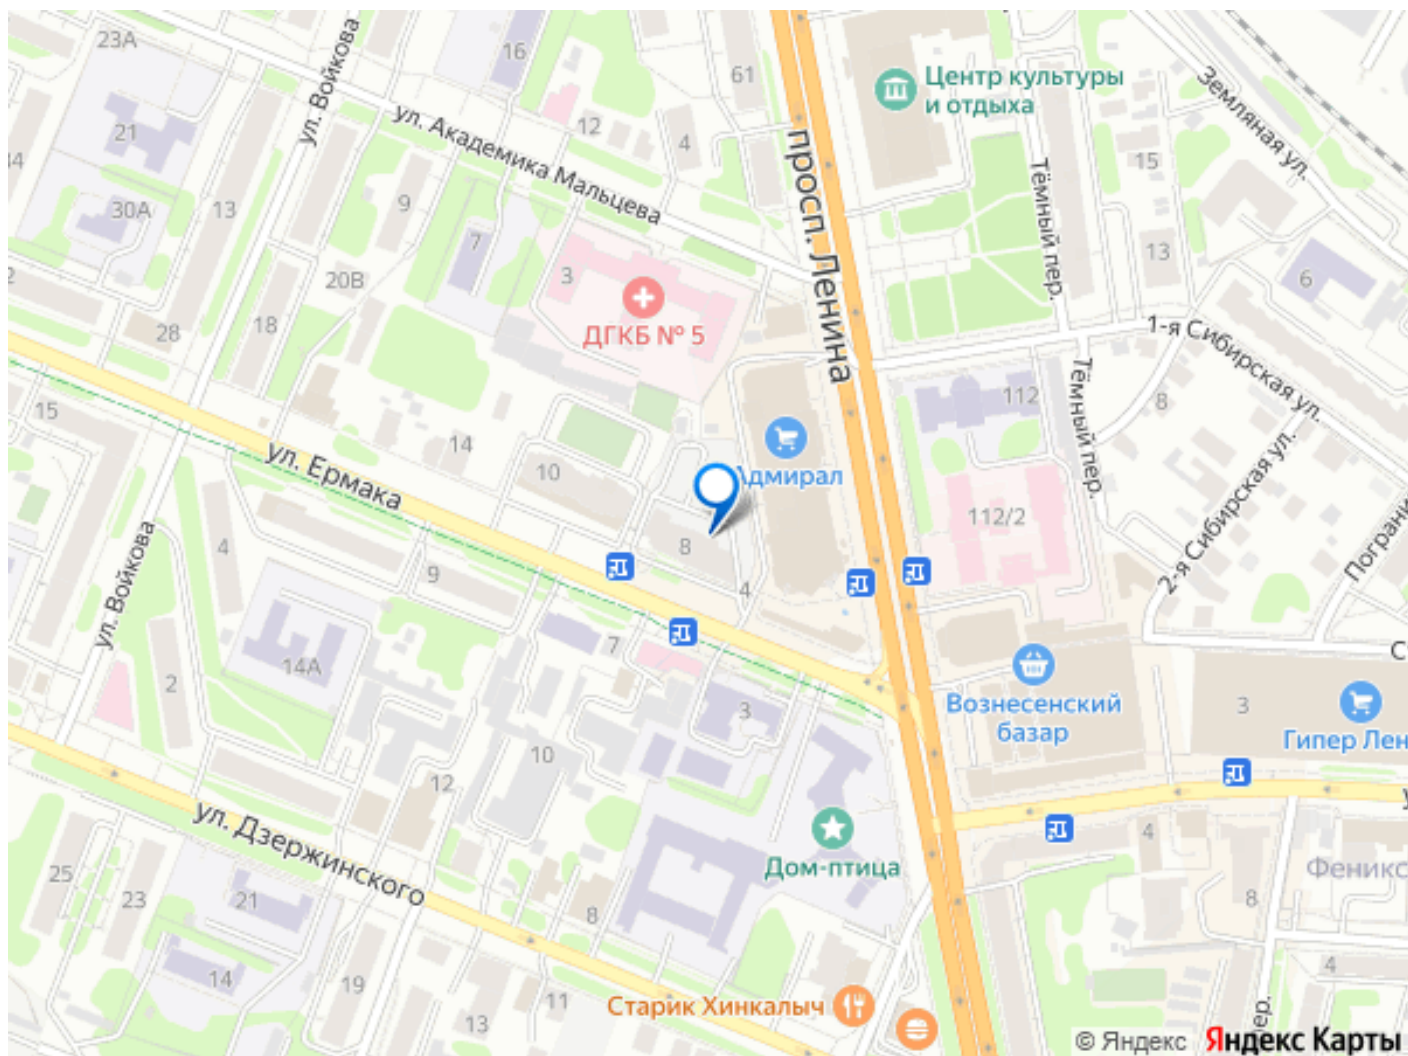 23А
ул. Войкова
16
61
Центр культуры
и отдыха
Земляная ул.
21
ул. Академика Мальцева
12
4
просп. Ленина
15
34
30А
13
9
7
Тёмный пер.
13
6
20В
3
ДГКБ № 5
28
18
1-я Сибирская ул.
Тёмный пер.
112
8
15
ул. Ермака
14
10
Адмирал
2-я Сибирская ул.
112/2
8
4
9
4
ул. Войкова
7
14А
2
3
Вознесенский
базар
3
Гипер Лен
10
12
ул. Дзержинского
Дом-птица
4
Феникс
25
23
21
8
8
14
19
11
13
Старик Хинкалыч
4
пер.
© Яндекс Яндекс Карты